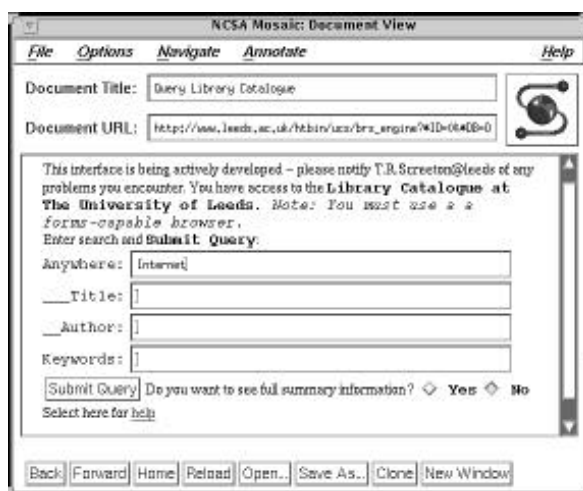 NCSA Mosaic: Document View
File Options Navigate Annotate Help
Document Title: Query Library Catalogue
Document URL: http://www.leeds.ac.uk/htbin/ucs/brs_engine?*ID=0&*DB=0
This interface is being actively developed – please notify T.R.Screeton@leeds of any
problems you encounter. You have access to the Library Catalogue at
The University of Leeds. Note: You must use a a
forms-capable browser.
Enter search and Submit Query:
Anywhere: Internet
___Title:
__Author:
Keywords:
Submit Query Do you want to see full summary information? Yes No
Select here for help
Back Forward Home Reload Open... Save As... Clone New Window